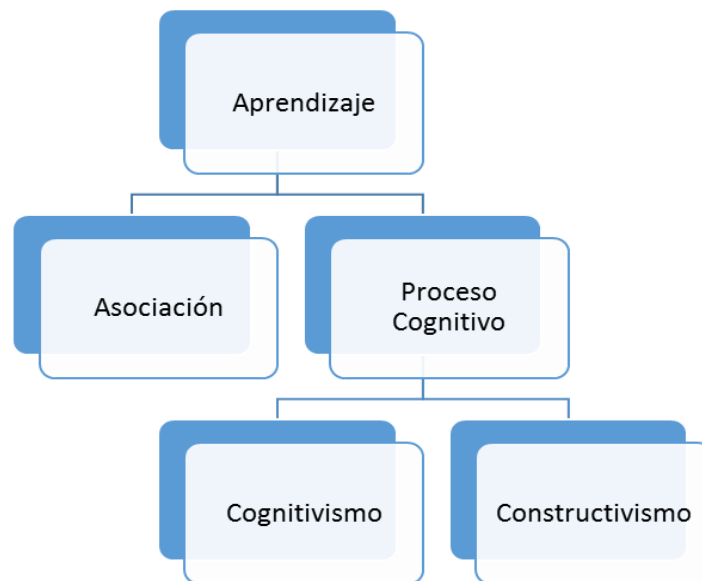 Aprendizaje
Asociación
Proceso
Cognitivo
Cognitivismo
Constructivismo